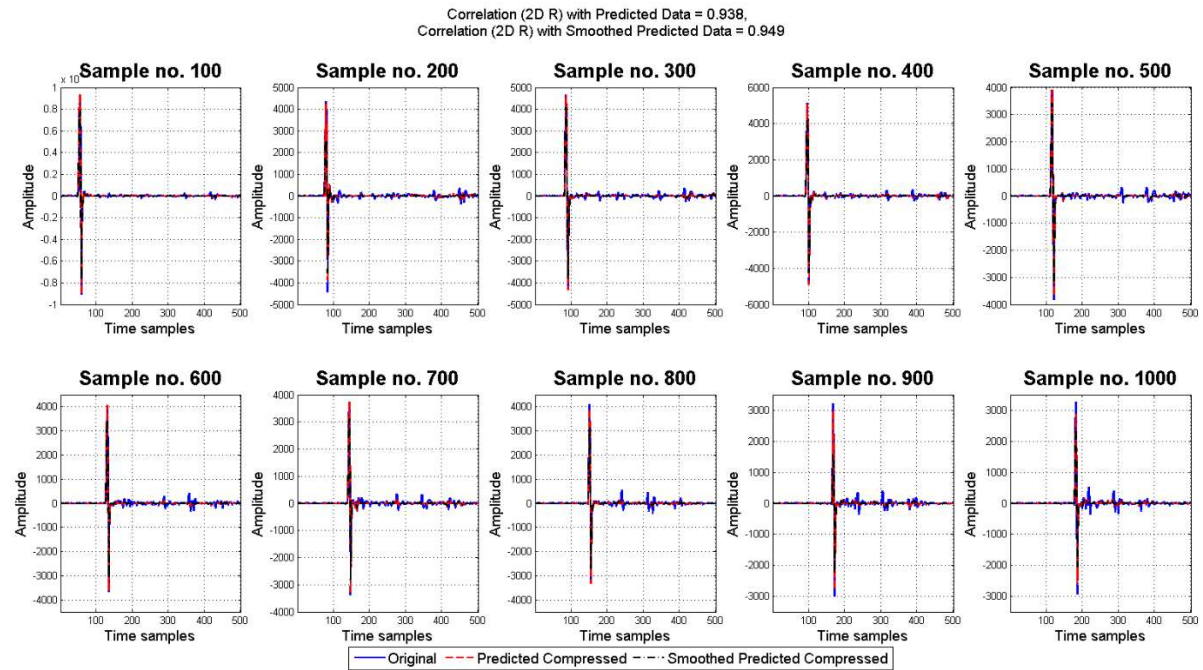 Correlation (2D R) with Predicted Data = 0.938,
Correlation (2D R) with Smoothed Predicted Data = 0.949
Sample no. 100
x 10
Amplitude
1
0.8
0.6
0.4
0.2
0
-0.2
-0.4
-0.6
-0.8
-1
100 200 300 400 500
Time samples
Sample no. 200
Amplitude
5000
4000
3000
2000
1000
0
-1000
-2000
-3000
-4000
-5000
100 200 300 400 500
Time samples
Sample no. 300
Amplitude
5000
4000
3000
2000
1000
0
-1000
-2000
-3000
-4000
-5000
100 200 300 400 500
Time samples
Sample no. 400
Amplitude
6000
4000
2000
0
-2000
-4000
-6000
100 200 300 400 500
Time samples
Sample no. 500
Amplitude
4000
3000
2000
1000
0
-1000
-2000
-3000
-4000
100 200 300 400 500
Time samples
Sample no. 600
Amplitude
4000
3000
2000
1000
0
-1000
-2000
-3000
-4000
100 200 300 400 500
Time samples
Sample no. 700
Amplitude
4000
3000
2000
1000
0
-1000
-2000
-3000
-4000
100 200 300 400 500
Time samples
Sample no. 800
Amplitude
4000
3000
2000
1000
0
-1000
-2000
-3000
-4000
100 200 300 400 500
Time samples
Sample no. 900
Amplitude
3000
2000
1000
0
-1000
-2000
-3000
100 200 300 400 500
Time samples
Sample no. 1000
Amplitude
3000
2000
1000
0
-1000
-2000
-3000
100 200 300 400 500
Time samples
Original Predicted Compressed Smoothed Predicted Compressed